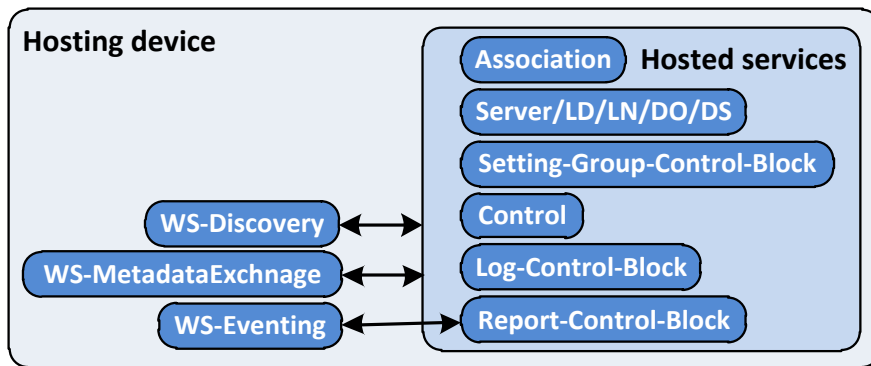 Hosting device
Association
Hosted services
Server/LD/LN/DO/DS
Setting-Group-Control-Block
WS-Discovery
Control
WS-MetadataExchnage
Log-Control-Block
WS-Eventing
Report-Control-Block